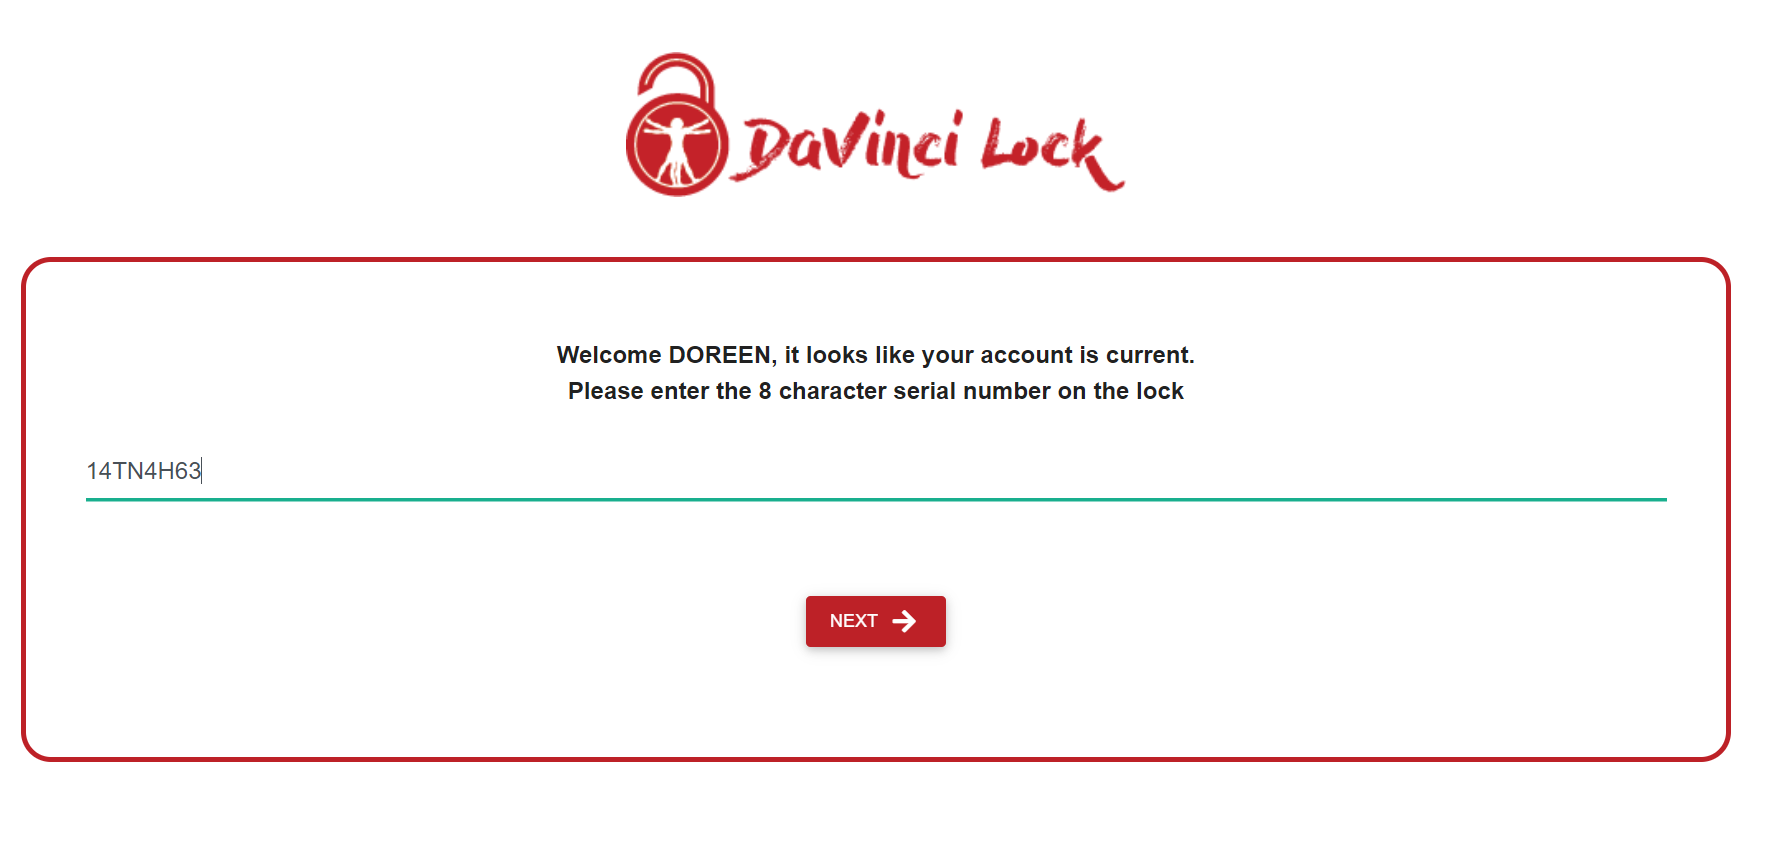 DaVinci Lock
Welcome DOREEN, it looks like your account is current.
Please enter the 8 character serial number on the lock
14TN4H63
NEXT